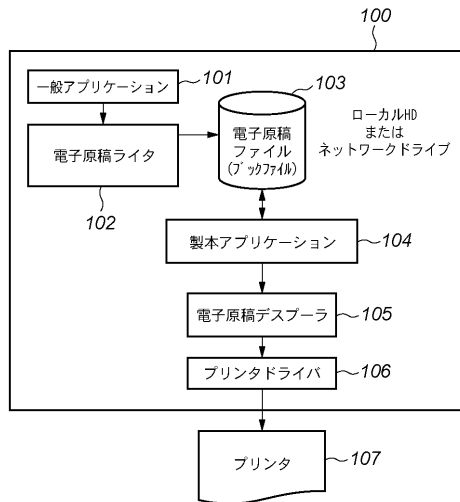 100
一般アプリケーション
101
103
電子原稿
ファイル
(ブックファイル)
ローカルHD
または
ネットワークドライブ
電子原稿ライタ
102
製本アプリケーション
104
電子原稿デスプーラ
105
プリンタドライバ
106
プリンタ
107